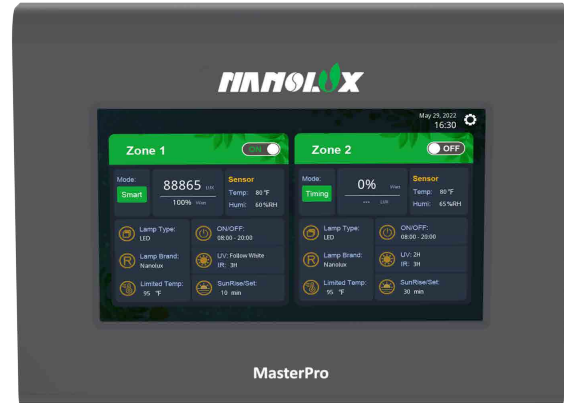 NANOLUX
May 29, 2022
16:30
Zone 1
ON
Mode:
Smart
88865 LUX
100% Watt
Sensor
Temp: 80 °F
Humi: 60 %RH
Lamp Type:
LED
ON/OFF:
08:00 - 20:00
Lamp Brand:
Nanolux
UV: Follow White
IR: 3H
Limited Temp:
95 °F
SunRise/Set:
10 min
Zone 2
OFF
Mode:
Timing
0% Watt
--- LUX
Sensor
Temp: 80 °F
Humi: 65 %RH
Lamp Type:
LED
ON/OFF:
08:00 - 20:00
Lamp Brand:
Nanolux
UV: 2H
IR: 3H
Limited Temp:
95 °F
SunRise/Set:
30 min
MasterPro